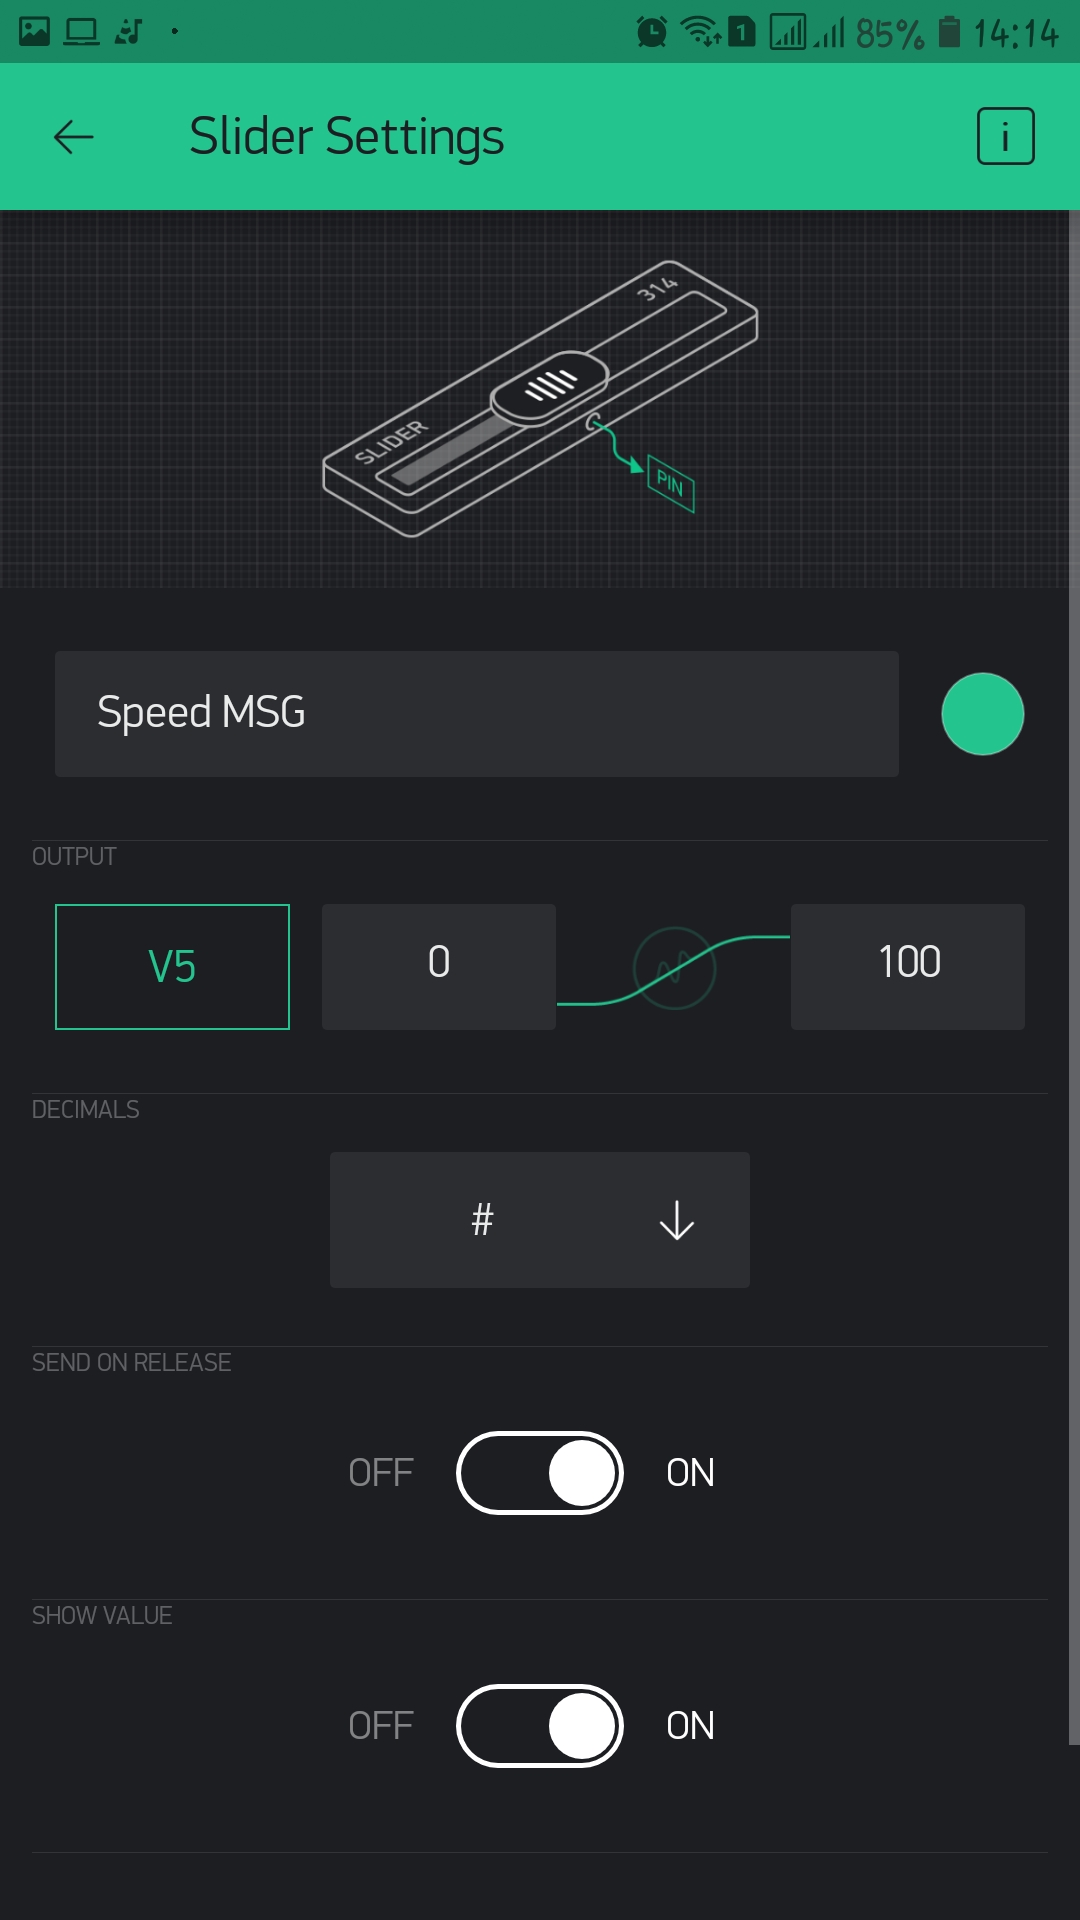 1 85% 14:14
Slider Settings i
314
SLIDER
PIN
Speed MSG
OUTPUT
V5 0 100
DECIMALS
#
SEND ON RELEASE
OFF ON
SHOW VALUE
OFF ON